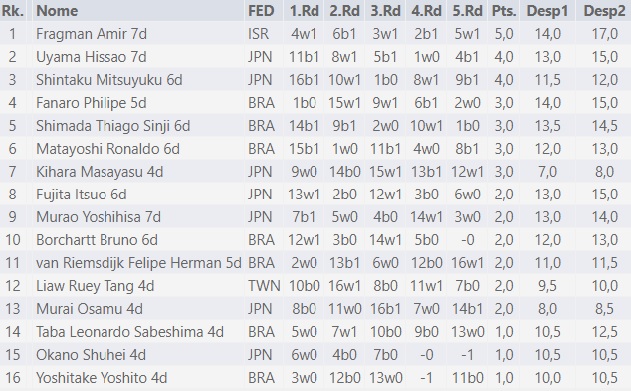 Rk. Nome FED 1.Rd 2.Rd 3.Rd 4.Rd 5.Rd Pts. Desp1 Desp2
1 Fragman Amir 7d ISR 4w1 6b1 3w1 2b1 5w1 5,0 14,0 17,0
2 Uyama Hissao 7d JPN 11b1 8w1 5b1 1w0 4b1 4,0 13,0 15,0
3 Shintaku Mitsuyuku 6d JPN 16b1 10w1 1b0 8w1 9b1 4,0 11,5 12,0
4 Fanaro Philipe 5d BRA 1b0 15w1 9w1 6b1 2w0 3,0 14,0 15,0
5 Shimada Thiago Sinji 6d BRA 14b1 9b1 2w0 10w1 1b0 3,0 13,5 14,5
6 Matayoshi Ronaldo 6d BRA 15b1 1w0 11b1 4w0 8b1 3,0 12,0 13,0
7 Kihara Masayasu 4d JPN 9w0 14b0 15w1 13b1 12w1 3,0 7,0 8,0
8 Fujita Itsuo 6d JPN 13w1 2b0 12w1 3b0 6w0 2,0 13,0 15,0
9 Murao Yoshihisa 7d JPN 7b1 5w0 4b0 14w1 3w0 2,0 13,0 14,0
10 Borchartt Bruno 6d BRA 12w1 3b0 14w1 5b0 -0 2,0 12,0 13,0
11 van Riemsdijk Felipe Herman 5d BRA 2w0 13b1 6w0 12b0 16w1 2,0 11,0 11,5
12 Liaw Ruey Tang 4d TWN 10b0 16w1 8b0 11w1 7b0 2,0 9,5 10,0
13 Murai Osamu 4d JPN 8b0 11w0 16b1 7w0 14b1 2,0 8,0 8,5
14 Taba Leonardo Sabeshima 4d BRA 5w0 7w1 10b0 9b0 13w0 1,0 10,5 12,5
15 Okano Shuhei 4d JPN 6w0 4b0 7b0 -0 -1 1,0 10,5 11,0
16 Yoshitake Yoshito 4d BRA 3w0 12b0 13w0 -1 11b0 1,0 10,0 10,5